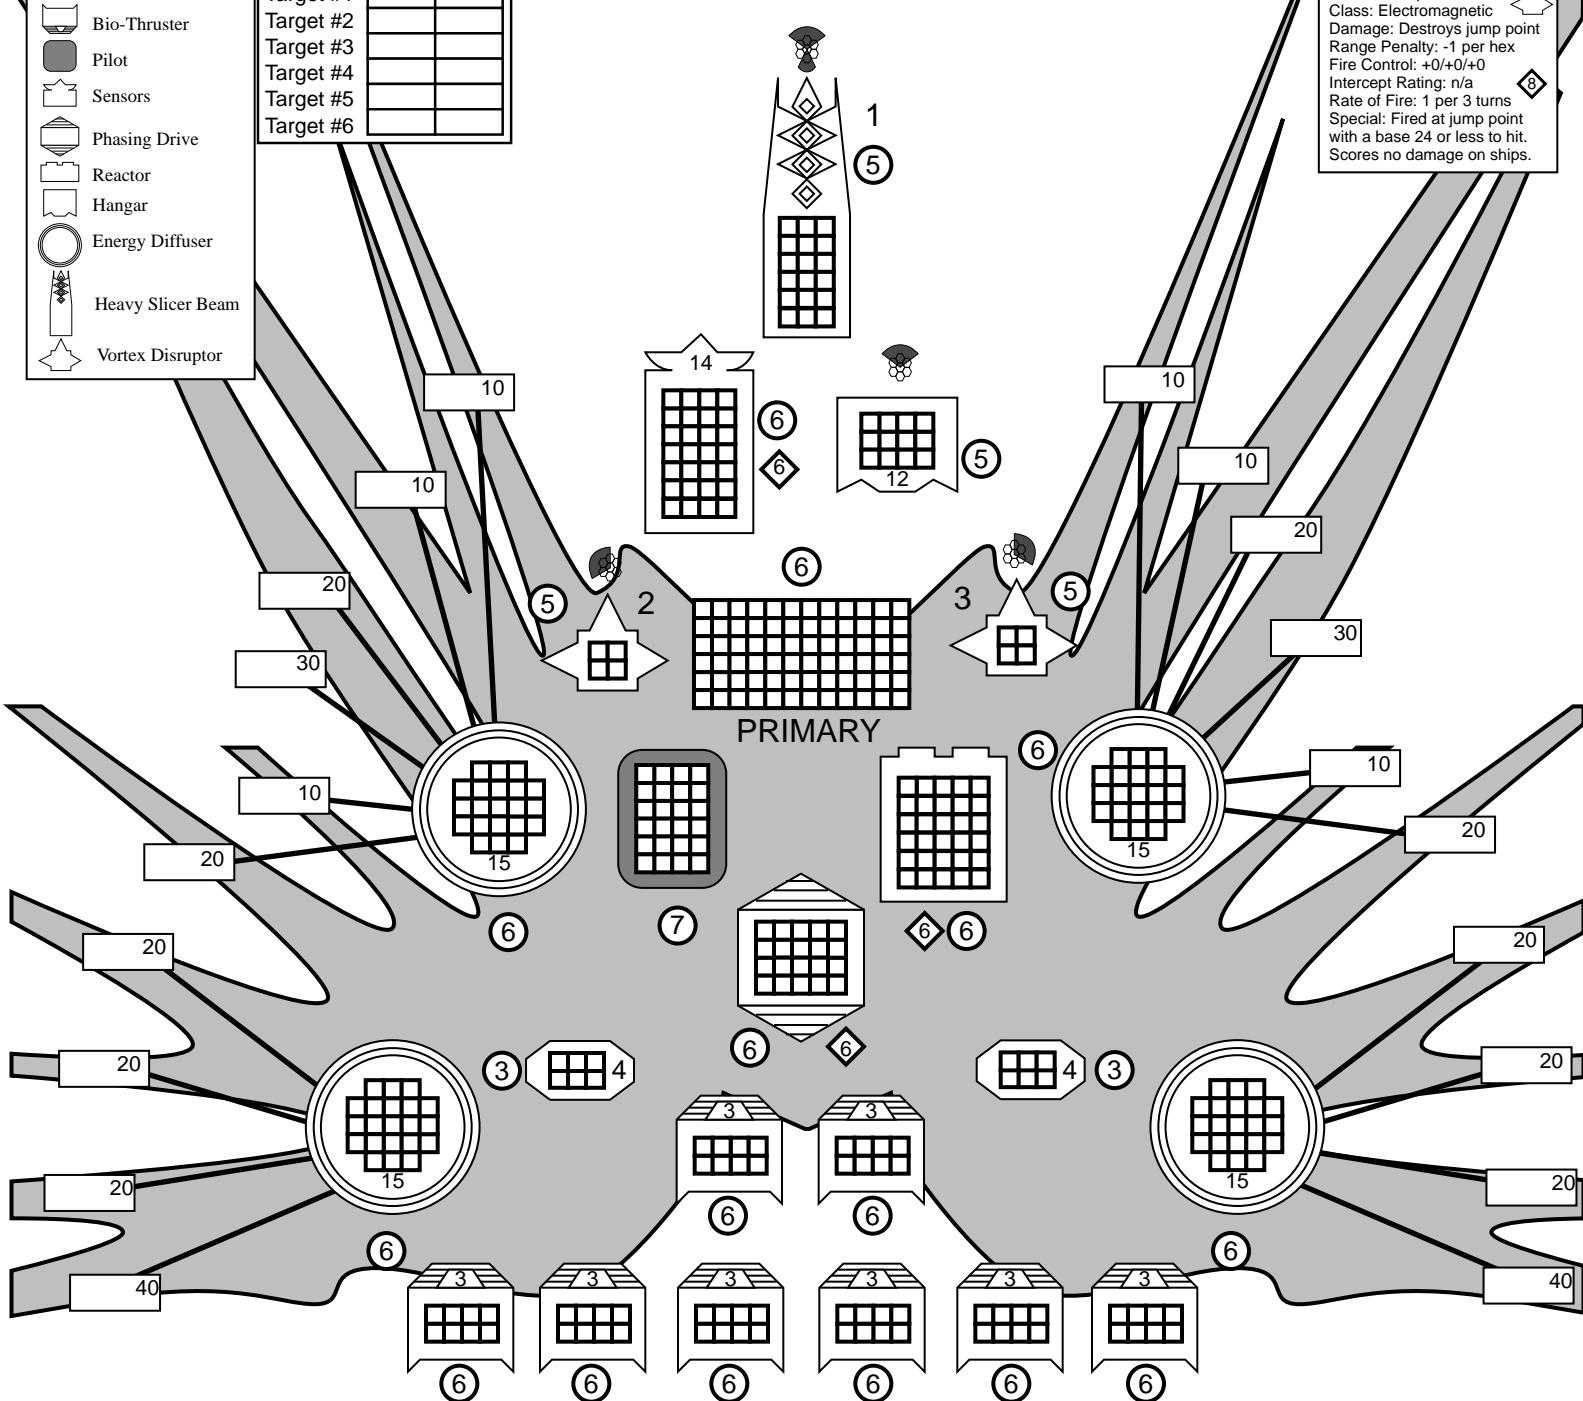 Bio-Thruster
Pilot
Sensors
Phasing Drive
Reactor
Hangar
Energy Diffuser
Heavy Slicer Beam
Vortex Disruptor
Target #2
Target #3
Target #4
Target #5
Target #6
Class: Electromagnetic
Damage: Destroys jump point
Range Penalty: -1 per hex
Fire Control: +0/+0/+0
Intercept Rating: n/a
8
Rate of Fire: 1 per 3 turns
Special: Fired at jump point
with a base 24 or less to hit.
Scores no damage on ships.
1
5
14
6
6
12
5
10
10
10
10
20
20
30
30
5
2
6
3
5
PRIMARY
6
10
20
15
6
7
6
6
15
10
20
20
20
6
6
20
20
3
4
4
3
15
20
40
6
3
3
6
6
15
20
40
6
3
3
3
3
3
3
6
6
6
6
6
6